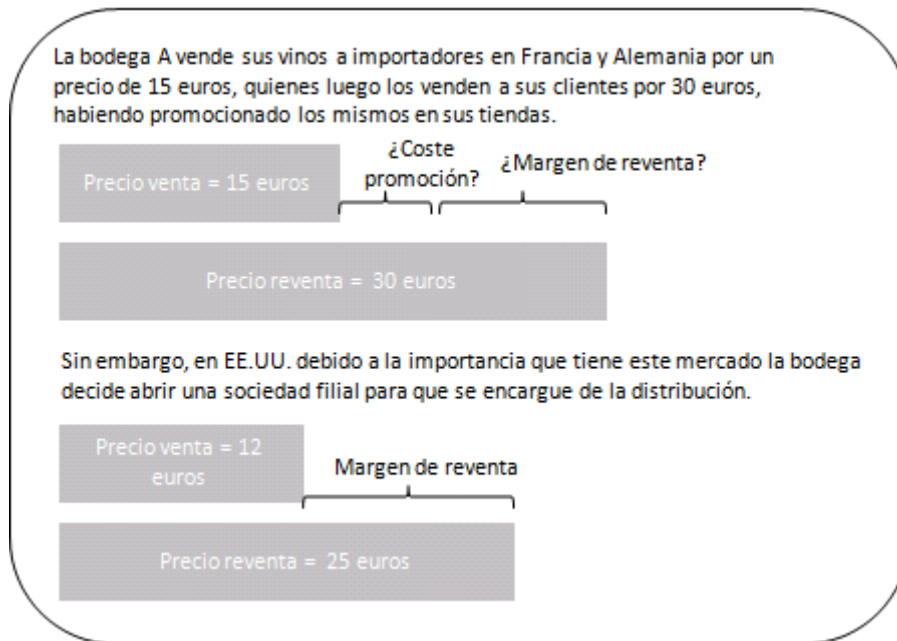 La bodega A vende sus vinos a importadores en Francia y Alemania por un
precio de 15 euros, quienes luego los venden a sus clientes por 30 euros,
habiendo promocionado los mismos en sus tiendas.
¿Coste
promoción?
¿Margen de reventa?
Precio venta = 15 euros
Precio reventa = 30 euros
Sin embargo, en EE.UU. debido a la importancia que tiene este mercado la bodega
decide abrir una sociedad filial para que se encargue de la distribución.
Precio venta = 12
euros
Margen de reventa
Precio reventa = 25 euros